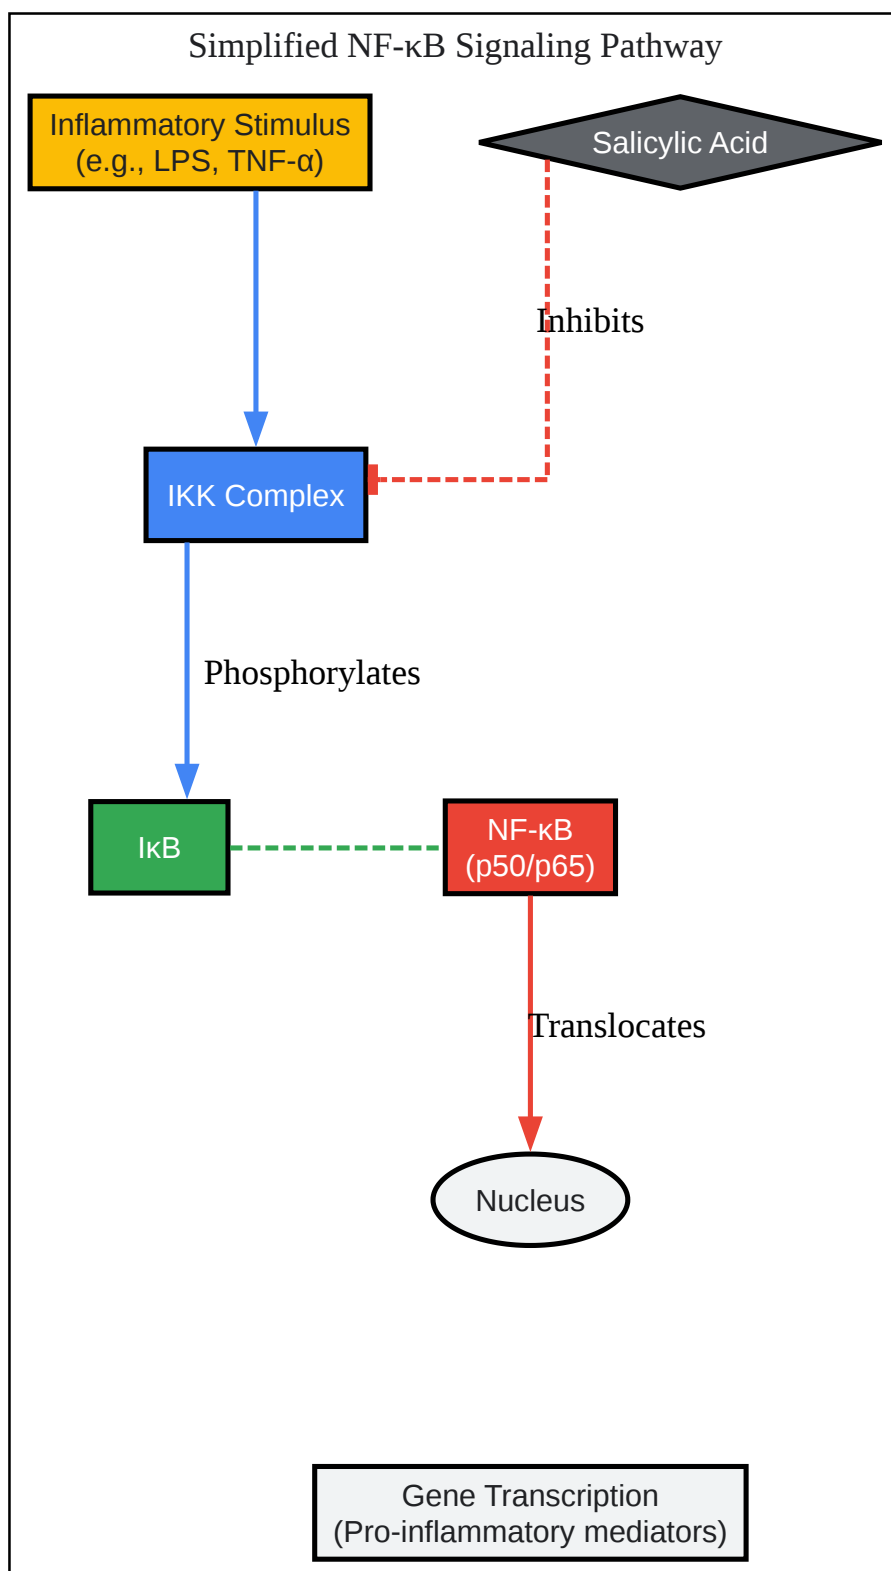 Simplified NF-κB Signaling Pathway
Inflammatory Stimulus
(e.g., LPS, TNF-α)
Salicylic Acid
Inhibits
IKK Complex
Phosphorylates
IκB
NF-κB
(p50/p65)
Translocates
Nucleus
Gene Transcription
(Pro-inflammatory mediators)